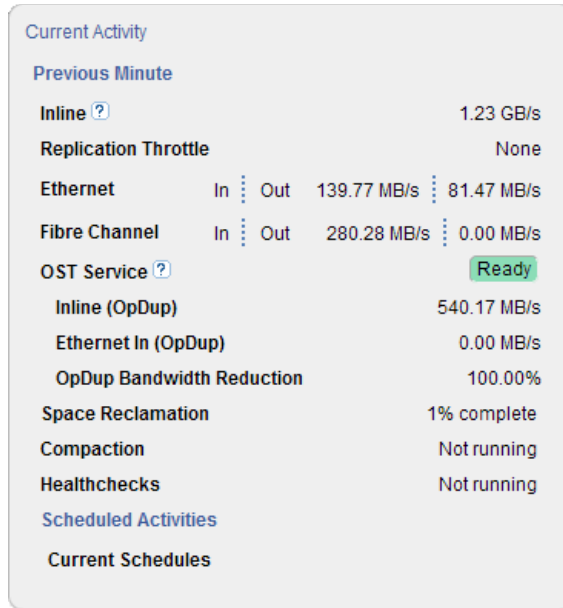 Current Activity
Previous Minute
Inline ? 1.23 GB/s
Replication Throttle None
Ethernet In Out 139.77 MB/s 81.47 MB/s
Fibre Channel In Out 280.28 MB/s 0.00 MB/s
OST Service ? Ready
Inline (OpDup) 540.17 MB/s
Ethernet In (OpDup) 0.00 MB/s
OpDup Bandwidth Reduction 100.00%
Space Reclamation 1% complete
Compaction Not running
Healthchecks Not running
Scheduled Activities
Current Schedules